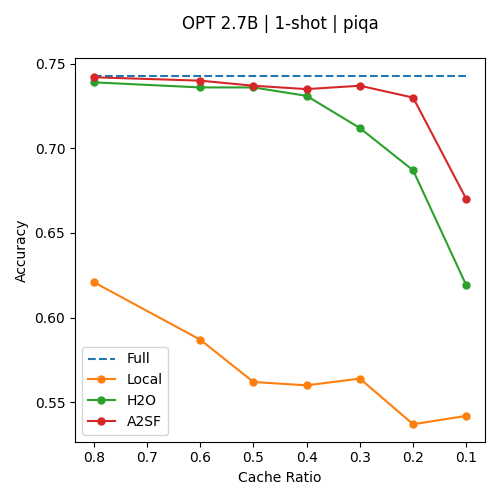 OPT 2.7B | 1-shot | piqa
0.75
0.70
0.65
0.60
0.55
Accuracy
Full
Local
H2O
A2SF
0.8 0.7 0.6 0.5 0.4 0.3 0.2 0.1
Cache Ratio